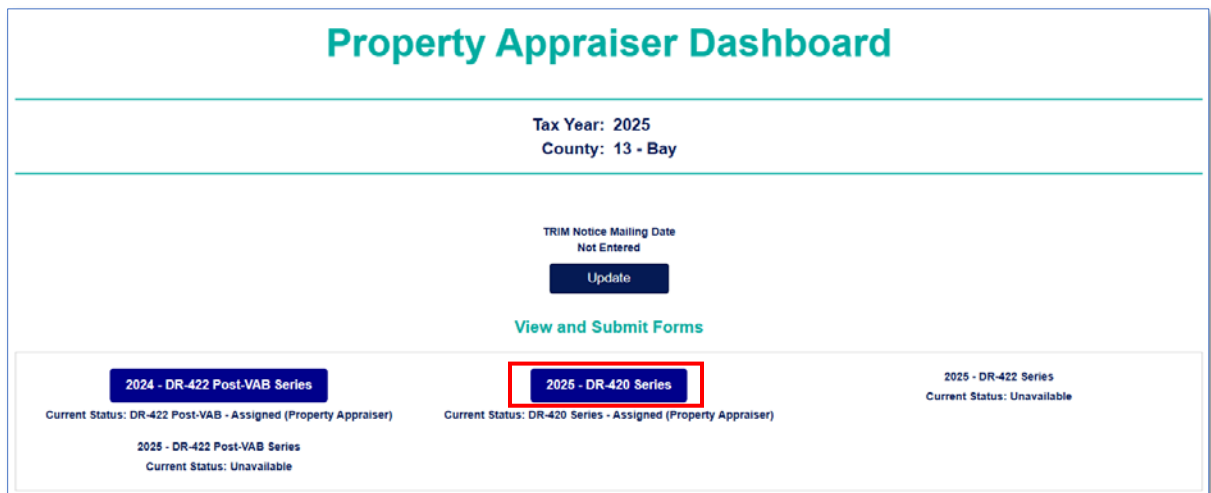 Property Appraiser Dashboard
Tax Year: 2025
County: 13 - Bay
TRIM Notice Mailing Date
Not Entered
Update
View and Submit Forms
2024 - DR-422 Post-VAB Series
Current Status: DR-422 Post-VAB - Assigned (Property Appraiser)
2025 - DR-420 Series
Current Status: DR-420 Series - Assigned (Property Appraiser)
2025 - DR-422 Series
Current Status: Unavailable
2025 - DR-422 Post-VAB Series
Current Status: Unavailable